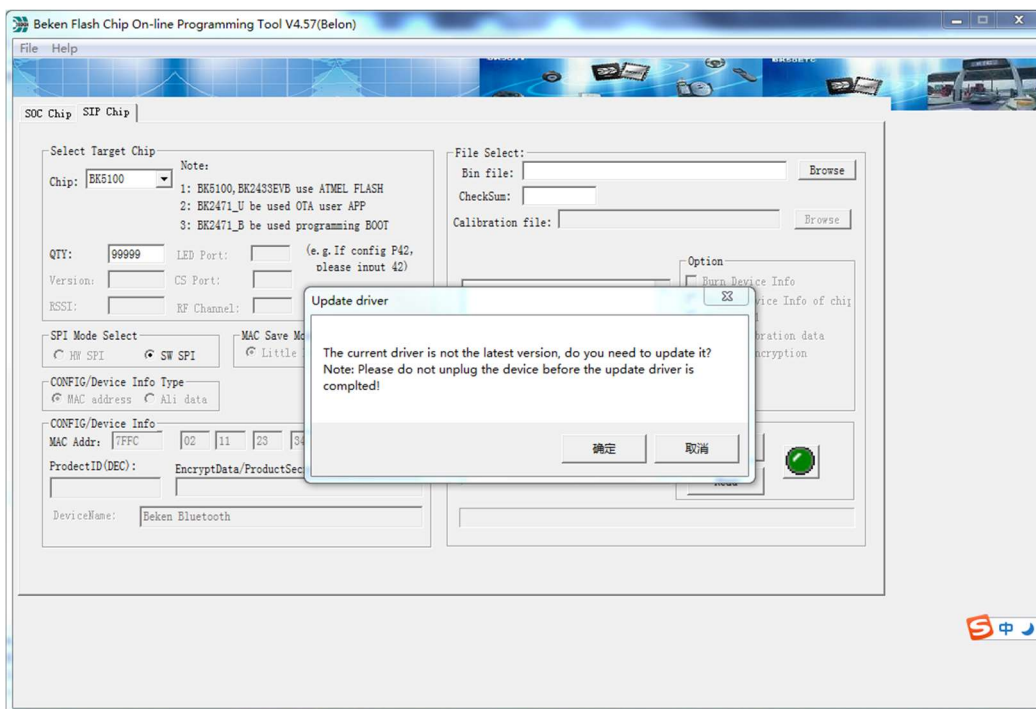 Beken Flash Chip On-line Programming Tool V4.57(Belon)
File Help
BK50ETC
SOC Chip SIP Chip
Select Target Chip
Chip: BK5100
Note:
1: BK5100,BK2433EVB use ATMEL FLASH
2: BK2471_U be used OTA user APP
3: BK2471_B be used programming BOOT
QTY: 99999 LED Port: (e.g.If config P42,
please input 42)
Version: CS Port:
RSSI: RF Channel:
SPI Mode Select
HW SPI SW SPI
MAC Save
Little
CONFIG/Device Info Type
MAC address Ali data
CONFIG/Device Info
MAC Addr: 7FFC 02 11 23 34
ProdectID(DEC): EncryptData/ProductSec
DeviceName: Beken Bluetooth
File Select:
Bin file: Browse
CheckSum:
Calibration file: Browse
Option
Burn Device Info
vice Info of chip
bration data
ncryption
Read
Update driver
The current driver is not the latest version, do you need to update it?
Note: Please do not unplug the device before the update driver is
complted!
确定 取消
中